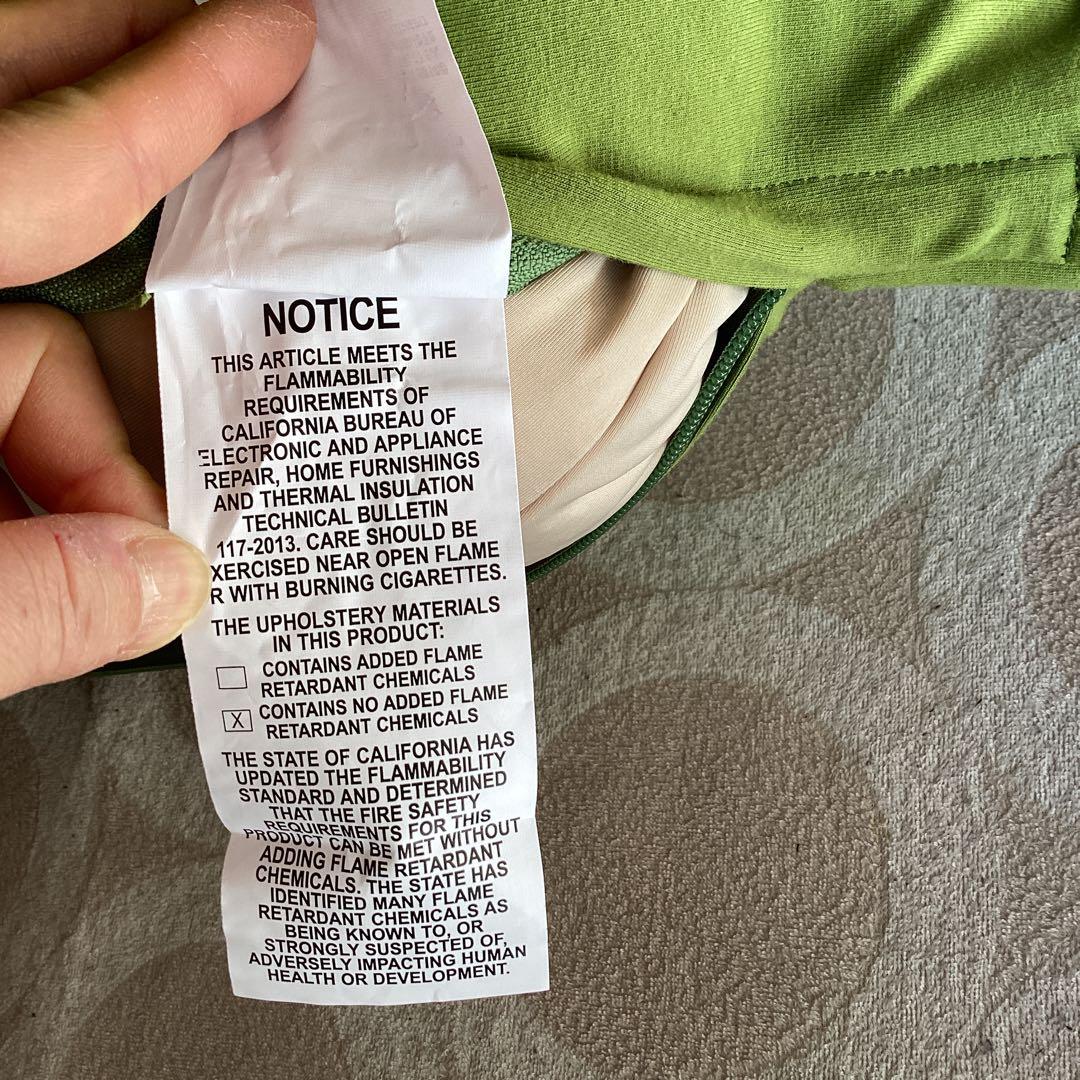 NOTICE
THIS ARTICLE MEETS THE
FLAMMABILITY
REQUIREMENTS OF
CALIFORNIA BUREAU OF
ELECTRONIC AND APPLIANCE
REPAIR, HOME FURNISHINGS
AND THERMAL INSULATION
TECHNICAL BULLETIN
117-2013. CARE SHOULD BE
XERCISED NEAR OPEN FLAME
R WITH BURNING CIGARETTES.
THE UPHOLSTERY MATERIALS
IN THIS PRODUCT:
CONTAINS ADDED FLAME
RETARDANT CHEMICALS
X CONTAINS NO ADDED FLAME
RETARDANT CHEMICALS
THE STATE OF CALIFORNIA HAS
UPDATED THE FLAMMABILITY
STANDARD AND DETERMINED
THAT THE FIRE SAFETY
REQUIREMENTS FOR THIS
PRODUCT CAN BE MET WITHOUT
ADDING FLAME RETARDANT
CHEMICALS. THE STATE HAS
IDENTIFIED MANY FLAME
RETARDANT CHEMICALS AS
BEING KNOWN TO, OR
STRONGLY SUSPECTED OF,
ADVERSELY IMPACTING HUMAN
HEALTH OR DEVELOPMENT.